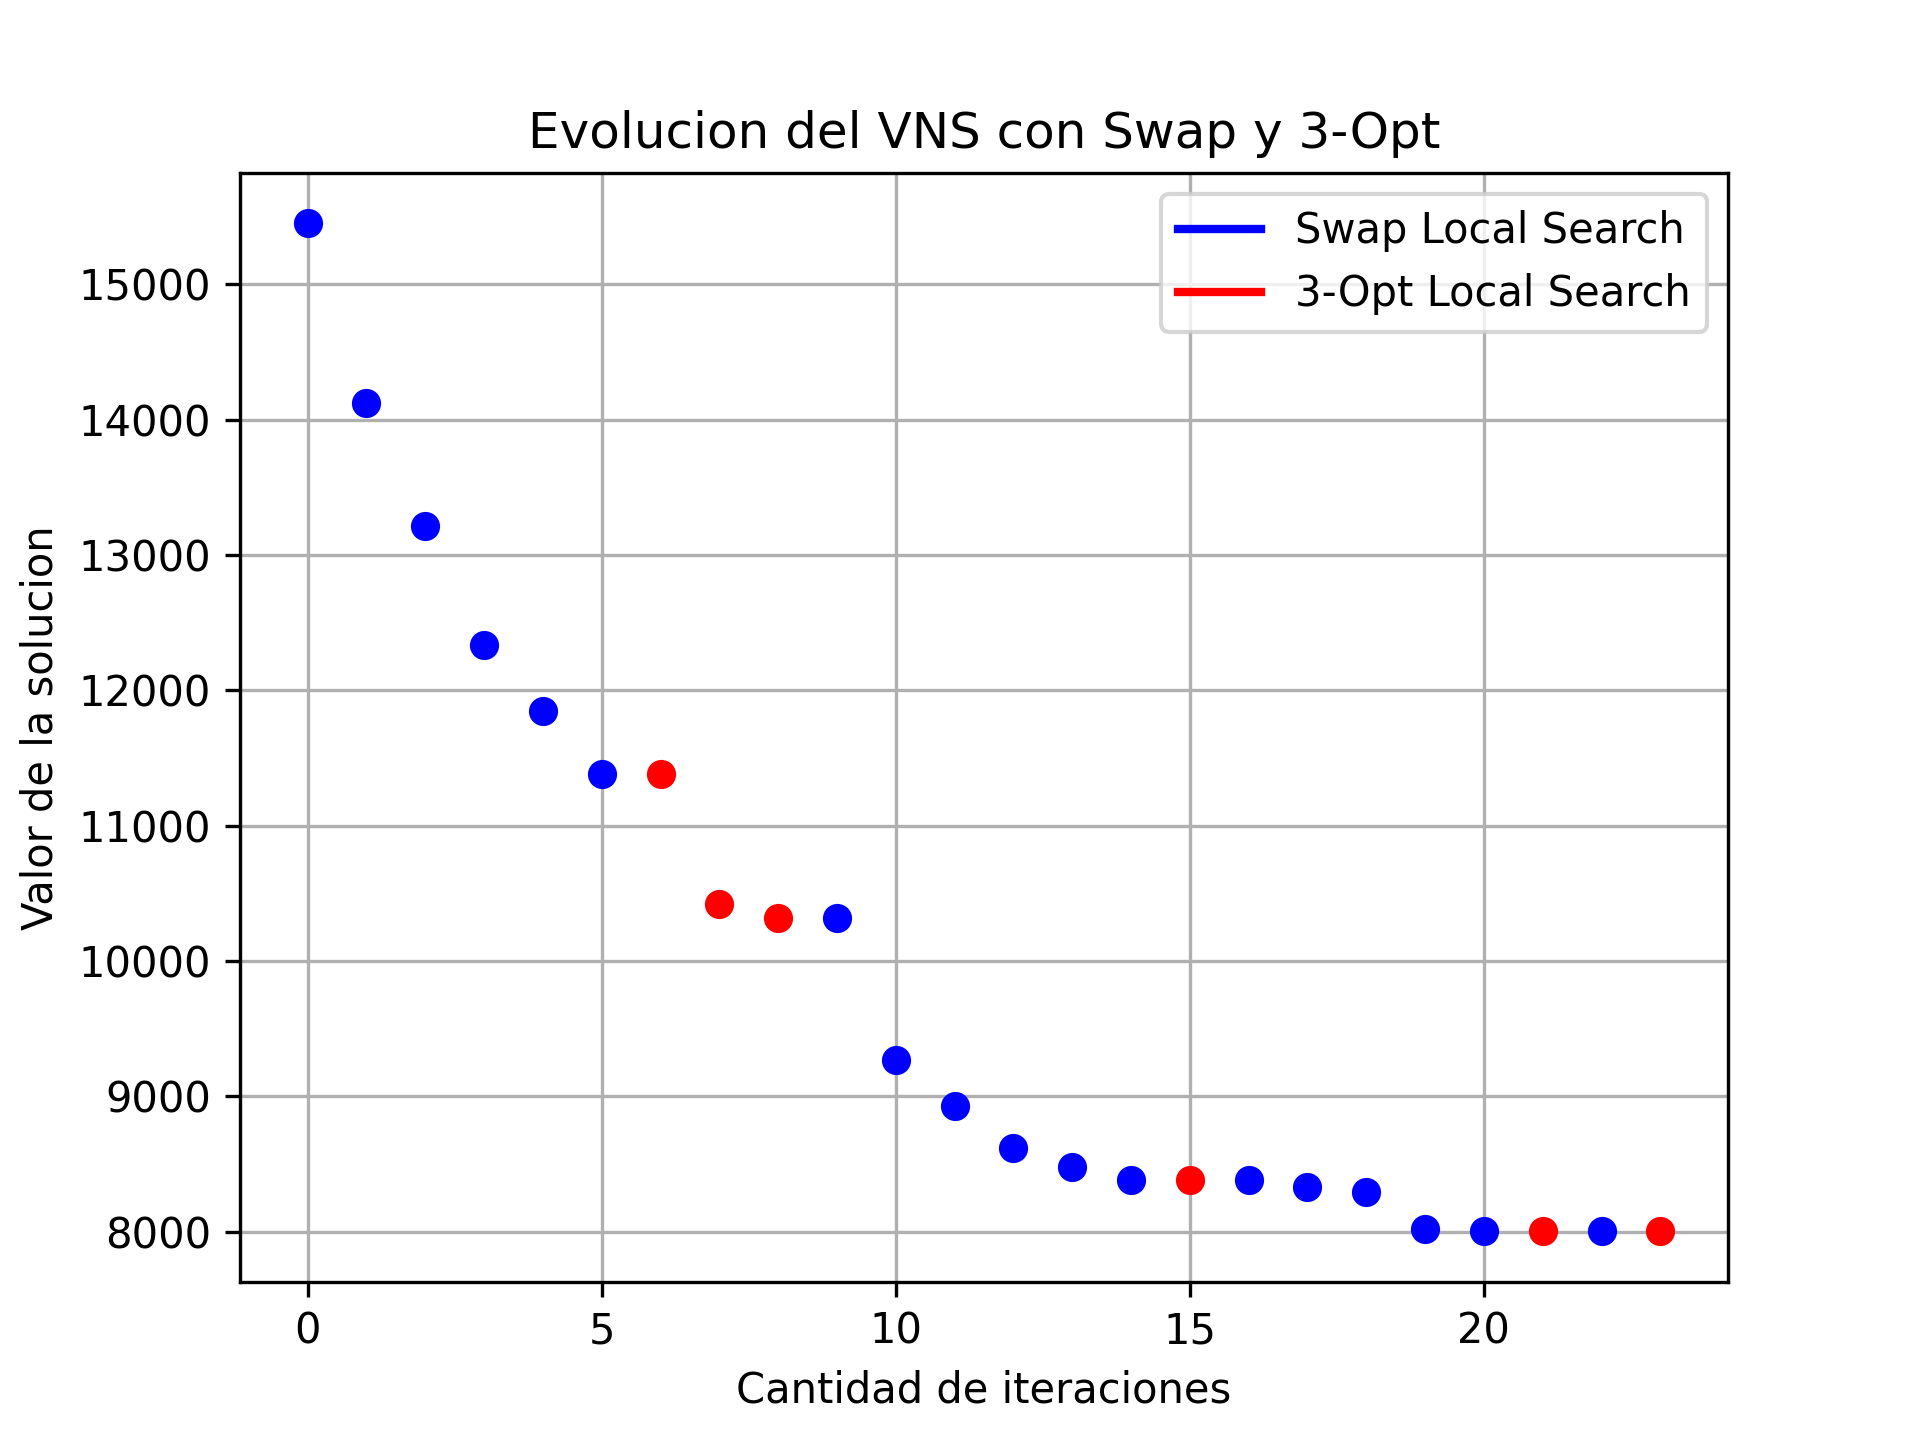 Evolucion del VNS con Swap y 3-Opt
Swap Local Search
3-Opt Local Search
Valor de la solucion
15000
14000
13000
12000
11000
10000
9000
8000
0 5 10 15 20
Cantidad de iteraciones